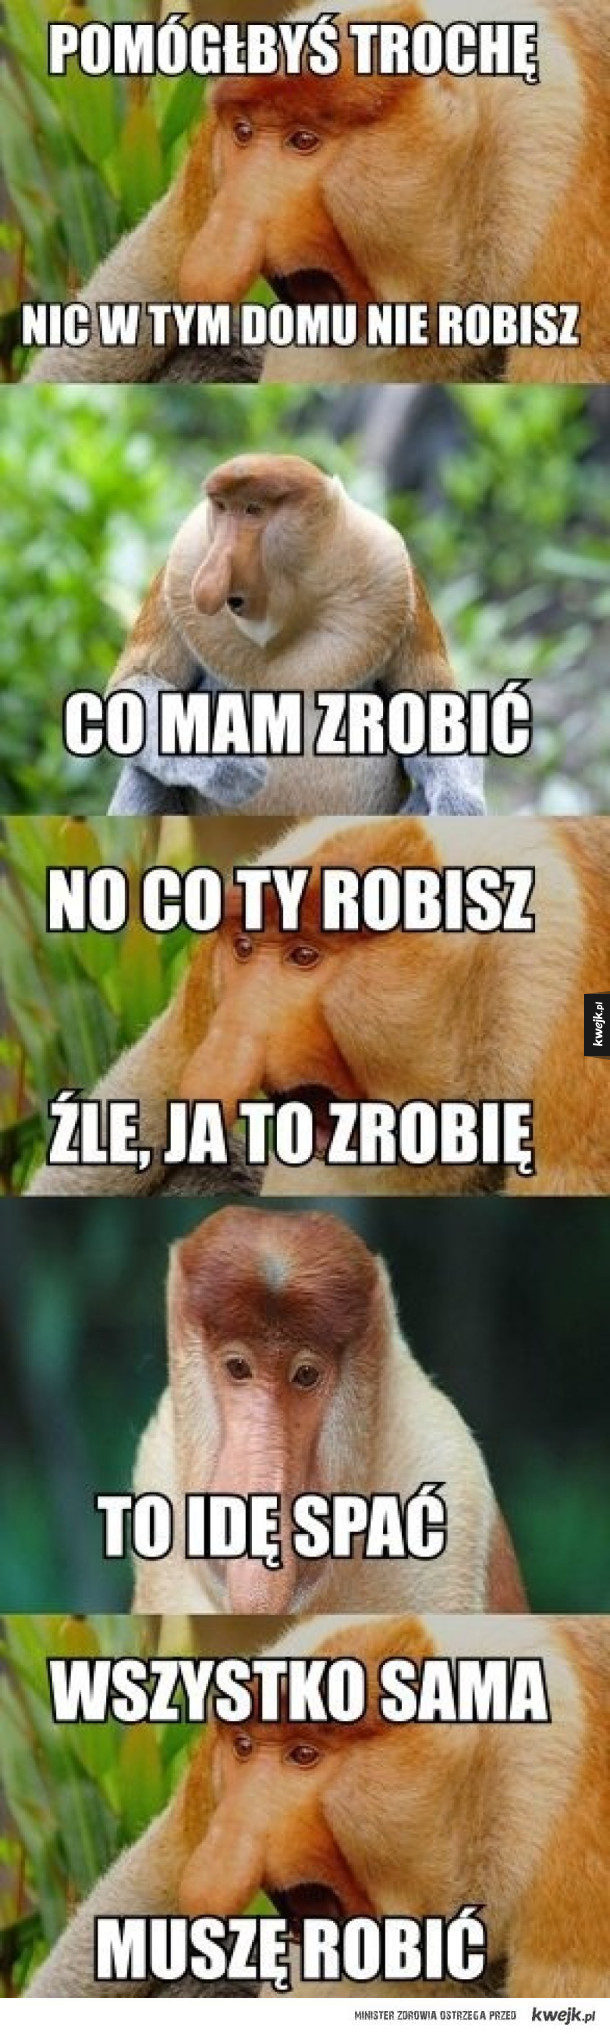 POMÓGŁBYŚ TROCHĘ
NIC W TYM DOMU NIE ROBISZ
CO MAM ZROBIĆ
NO CO TY ROBISZ
kwejk.pl
ŹLE, JA TO ZROBIĘ
TO IDĘ SPAĆ
WSZYSTKO SAMA
MUSZĘ ROBIĆ
MINISTER ZDROWIA OSTRZEGA PRZED kwejk.pl